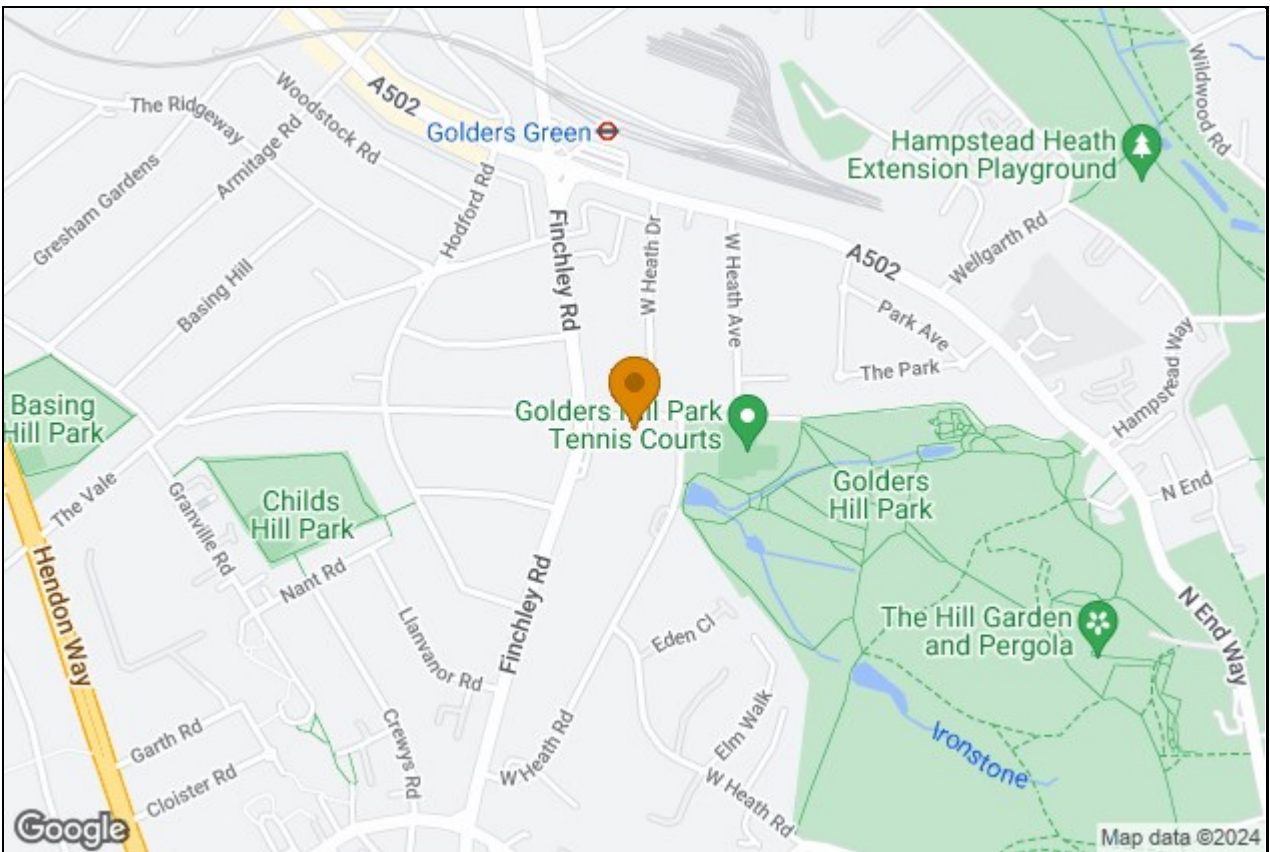 A502
The Ridgeway
Woodstock Rd
Armitage Rd
Golders Green
Wildwood Rd
Hampstead Heath
Extension Playground
Gresham Gardens
Hodford Rd
Finchley Rd
W Heath Dr
W Heath Ave
A502
Wellgarth Rd
Basing Hill
Park Ave
The Park
Hampstead Way
Basing
Hill Park
Golders Hill Park
Tennis Courts
The Vale
Granville Rd
Childs
Hill Park
Golders
Hill Park
N End
Hendon Way
Nant Rd
Llanvanor Rd
Finchley Rd
Eden Cl
The Hill Garden
and Pergola
N End Way
Garth Rd
Crewys Rd
Elm Walk
Ironstone
W Heath Rd
Cloister Rd
W Heath Rd
Google
Map data ©2024